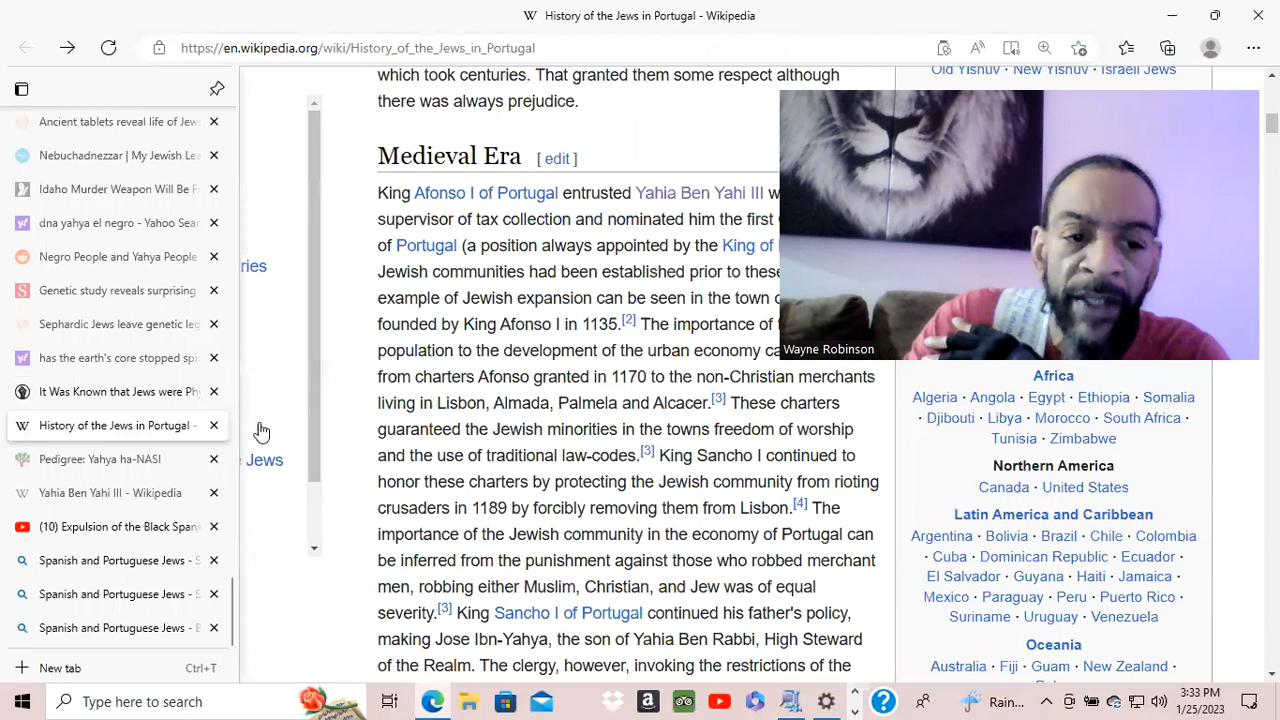 History of the Jews in Portugal - Wikipedia
https://en.wikipedia.org/wiki/History_of_the_Jews_in_Portugal
Ancient tablets reveal life of Jew
Nebuchadnezzar | My Jewish Lea
Idaho Murder Weapon Will Be F
dna yahya el negro - Yahoo Sear
Negro People and Yahya People
Genetic study reveals surprising
Sephardic Jews leave genetic leg
has the earth's core stopped spi
It Was Known that Jews were Ph
History of the Jews in Portugal -
Pedigree: Yahya ha-NASI
Yahia Ben Yahi III - Wikipedia
(10) Expulsion of the Black Spani
Spanish and Portuguese Jews - S
Spanish and Portuguese Jews - S
Spanish and Portuguese Jews - B
New tab Ctrl+T
ries
Jews
which took centuries. That granted them some respect although
there was always prejudice.
Medieval Era [ edit ]
King Afonso I of Portugal entrusted Yahia Ben Yahi III w
supervisor of tax collection and nominated him the first
of Portugal (a position always appointed by the King of
Jewish communities had been established prior to these
example of Jewish expansion can be seen in the town
founded by King Afonso I in 1135.[2] The importance of
population to the development of the urban economy ca
from charters Afonso granted in 1170 to the non-Christian merchants
living in Lisbon, Almada, Palmela and Alcacer.[3] These charters
guaranteed the Jewish minorities in the towns freedom of worship
and the use of traditional law-codes.[3] King Sancho I continued to
honor these charters by protecting the Jewish community from rioting
crusaders in 1189 by forcibly removing them from Lisbon.[4] The
importance of the Jewish community in the economy of Portugal can
be inferred from the punishment against those who robbed merchant
men, robbing either Muslim, Christian, and Jew was of equal
severity.[3] King Sancho I of Portugal continued his father's policy,
making Jose Ibn-Yahya, the son of Yahia Ben Rabbi, High Steward
of the Realm. The clergy, however, invoking the restrictions of the
Old Yishuv · New Yishuv · Israeli Jews
Wayne Robinson
Africa
Algeria · Angola · Egypt · Ethiopia · Somalia
· Djibouti · Libya · Morocco · South Africa ·
Tunisia · Zimbabwe
Northern America
Canada · United States
Latin America and Caribbean
Argentina · Bolivia · Brazil · Chile · Colombia
· Cuba · Dominican Republic · Ecuador ·
El Salvador · Guyana · Haiti · Jamaica ·
Mexico · Paraguay · Peru · Puerto Rico ·
Suriname · Uruguay · Venezuela
Oceania
Australia · Fiji · Guam · New Zealand ·
Type here to search
Rain...
3:33 PM
1/25/2023